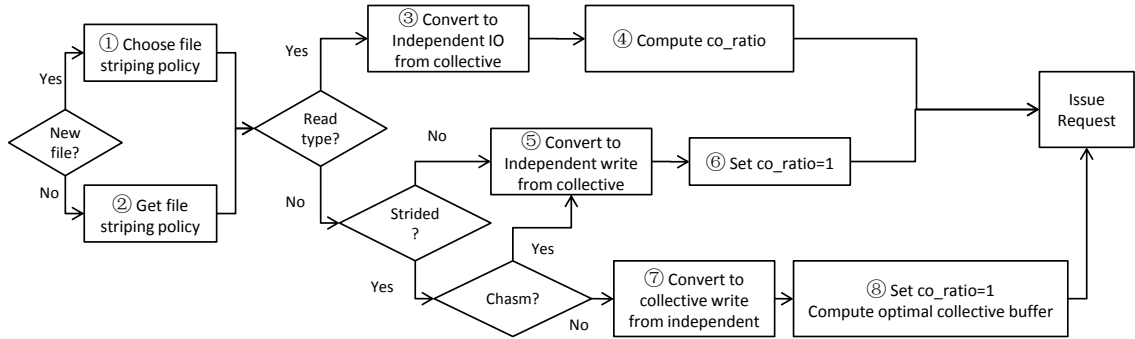 ① Choose file
striping policy
Yes
New
file?
No
② Get file
striping policy
Read
type?
Yes
③ Convert to
Independent IO
from collective
④ Compute co_ratio
No
Strided
?
No
⑤ Convert to
Independent write
from collective
⑥ Set co_ratio=1
Yes
Chasm?
Yes
No
⑦ Convert to
collective write
from independent
⑧ Set co_ratio=1
Compute optimal collective buffer
Issue
Request